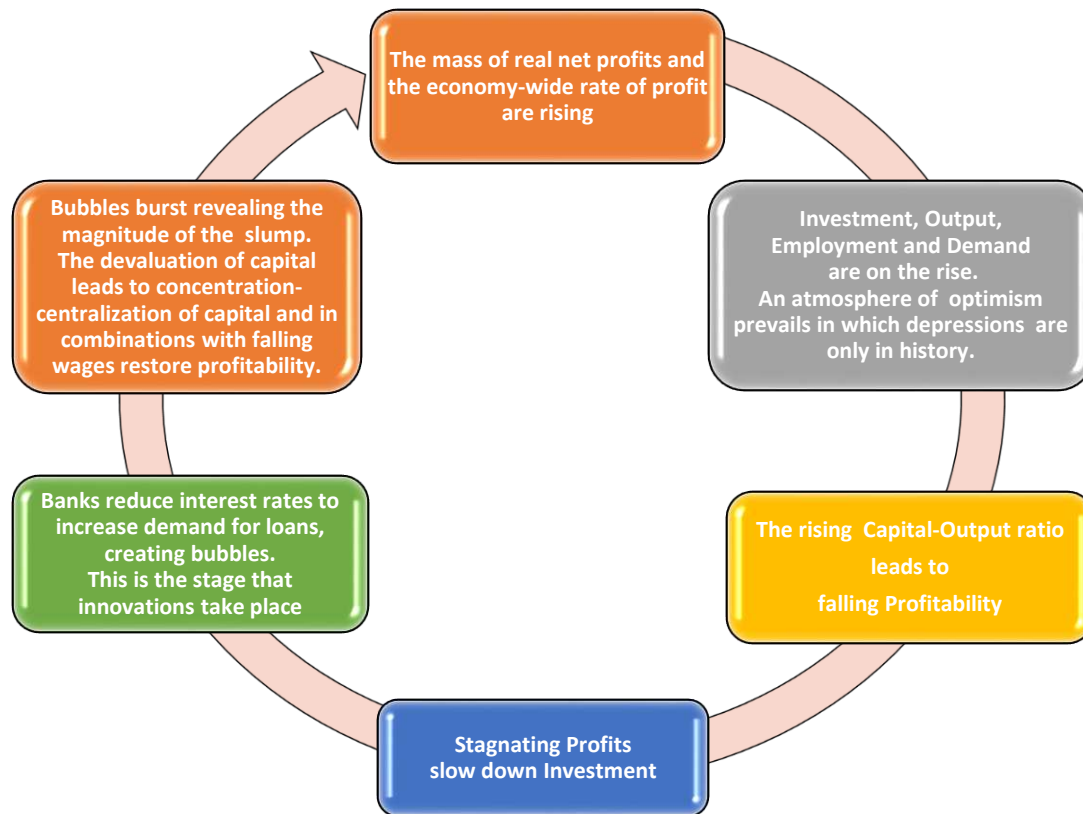 The mass of real net profits and
the economy-wide rate of profit
are rising
Investment, Output,
Employment and Demand
are on the rise.
An atmosphere of optimism
prevails in which depressions are
only in history.
The rising Capital-Output ratio
leads to
falling Profitability
Stagnating Profits
slow down Investment
Banks reduce interest rates to
increase demand for loans,
creating bubbles.
This is the stage that
innovations take place
Bubbles burst revealing the
magnitude of the slump.
The devaluation of capital
leads to concentration-
centralization of capital and in
combinations with falling
wages restore profitability.